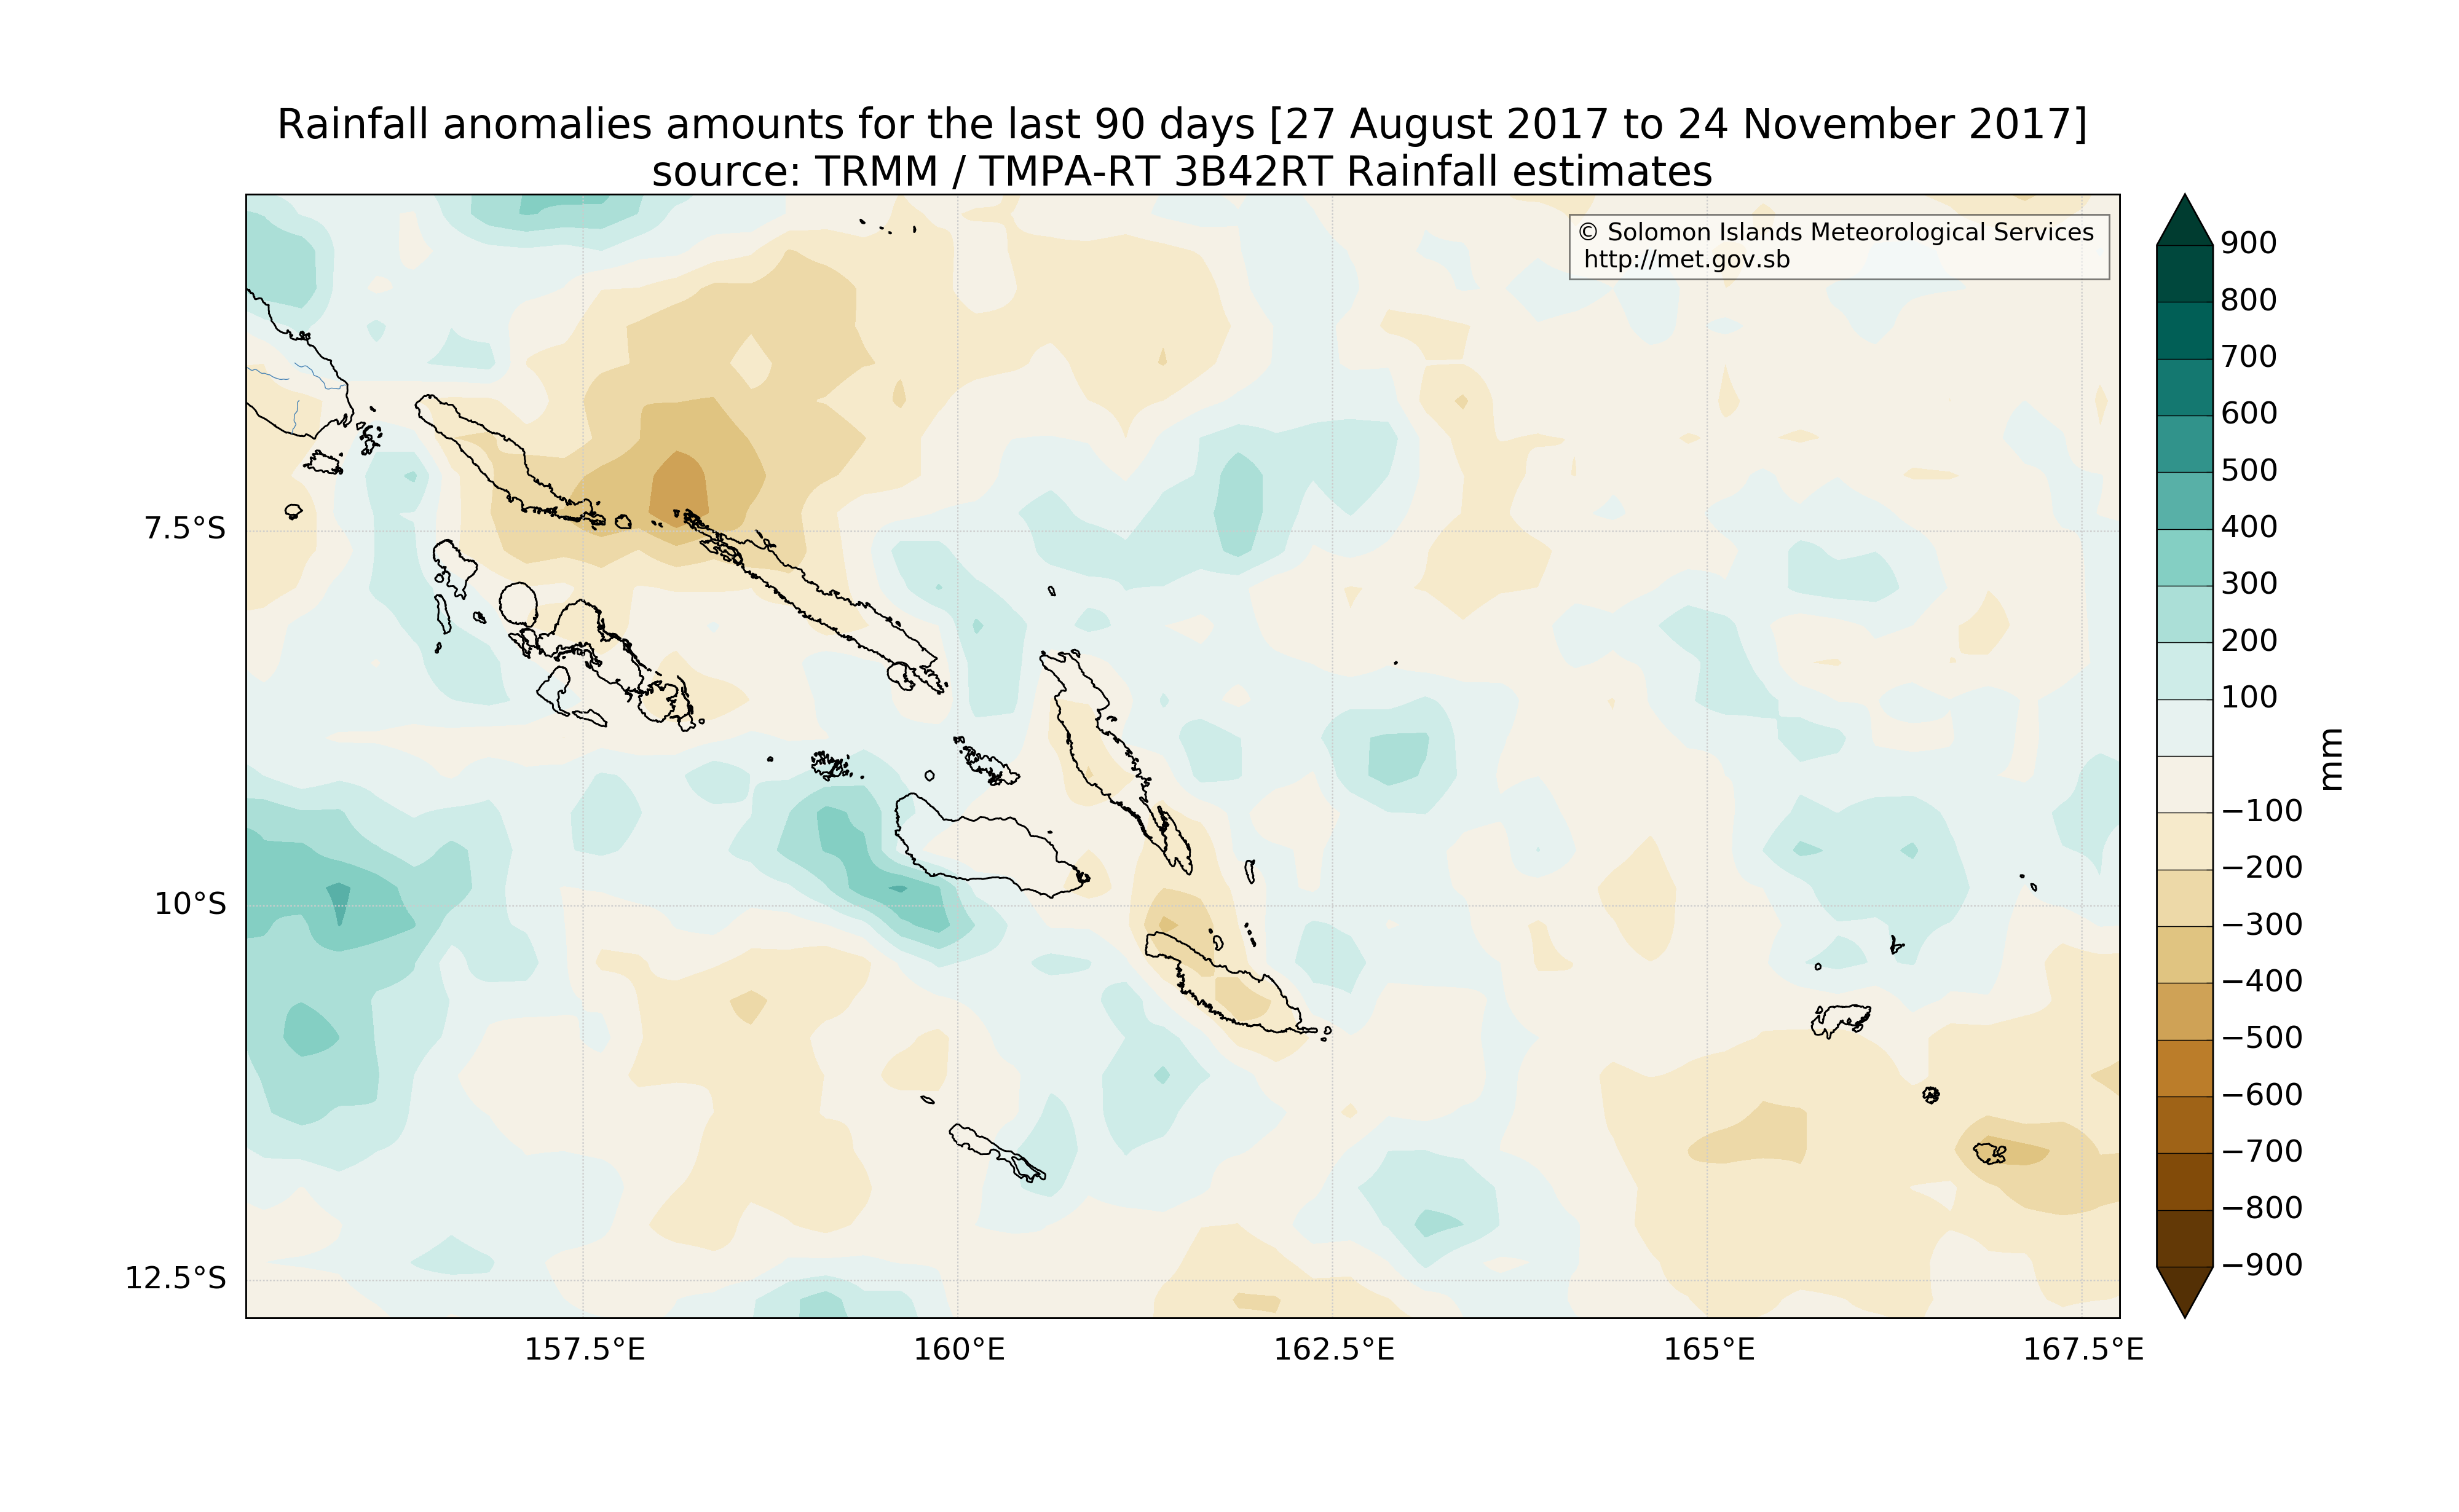 Rainfall anomalies amounts for the last 90 days [27 August 2017 to 24 November 2017]
source: TRMM / TMPA-RT 3B42RT Rainfall estimates
© Solomon Islands Meteorological Services
http://met.gov.sb
7.5°S
10°S
12.5°S
157.5°E
160°E
162.5°E
165°E
167.5°E
900
800
700
600
500
400
300
200
100
−100
−200
−300
−400
−500
−600
−700
−800
−900
mm